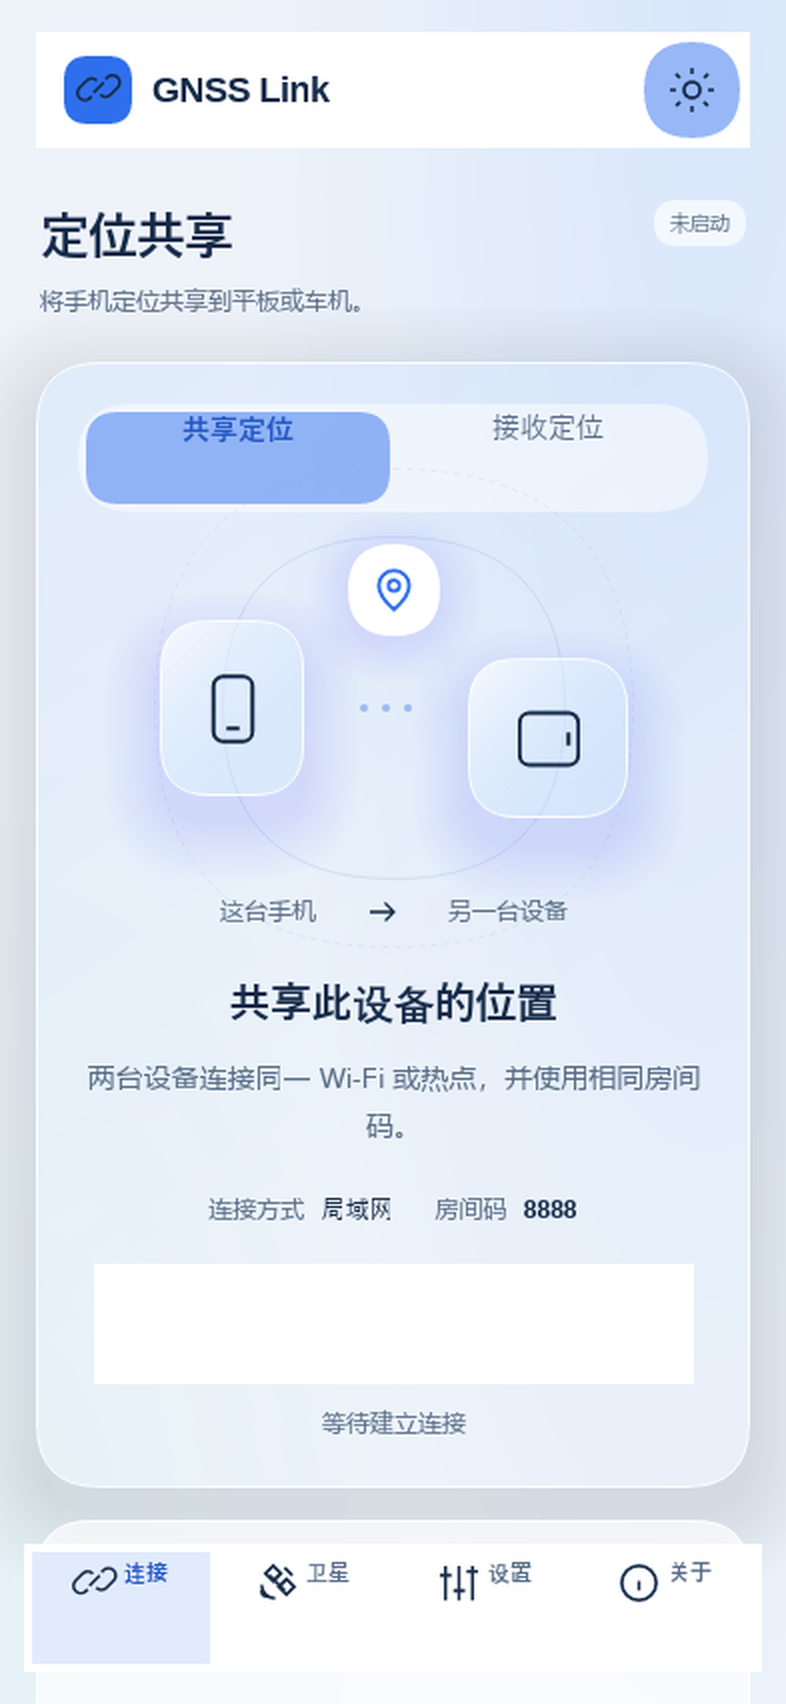 GNSS Link
定位共享
未启动
将手机定位共享到平板或车机。
共享定位
接收定位
这台手机 → 另一台设备
共享此设备的位置
两台设备连接同一 Wi-Fi 或热点，并使用相同房间
码。
连接方式 局域网 房间码 8888
等待建立连接
连接 卫星 设置 关于